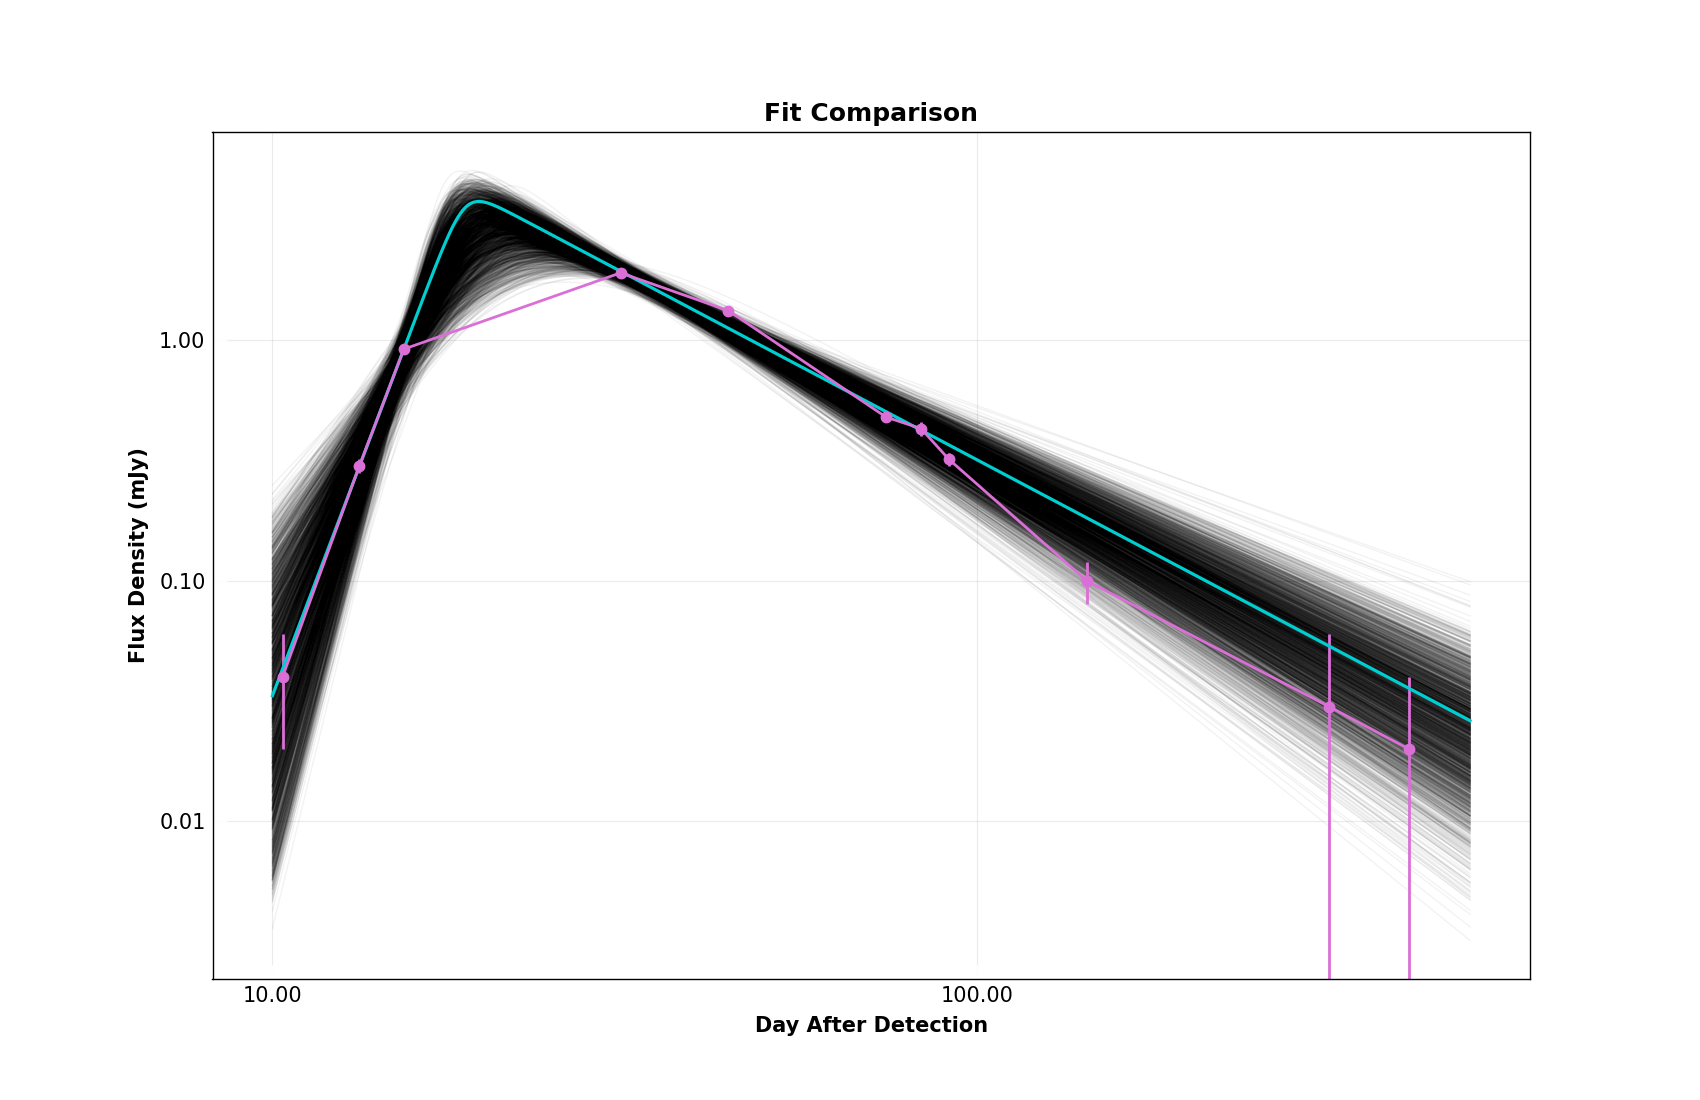 Fit Comparison
Flux Density (mJy)
1.00
0.10
0.01
10.00
100.00
Day After Detection